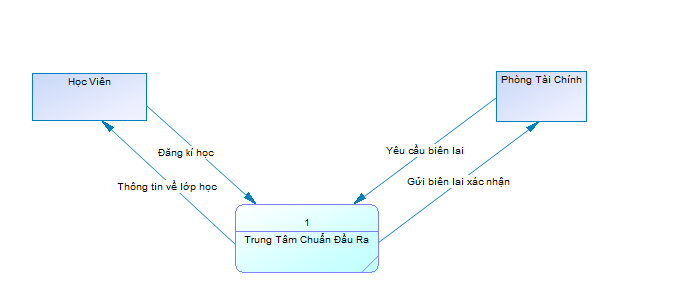 Học Viên
Phòng Tài Chính
Đăng kí học
Yêu cầu biên lai
Thông tin về lớp học
Gửi biên lai xác nhận
1
Trung Tâm Chuẩn Đầu Ra